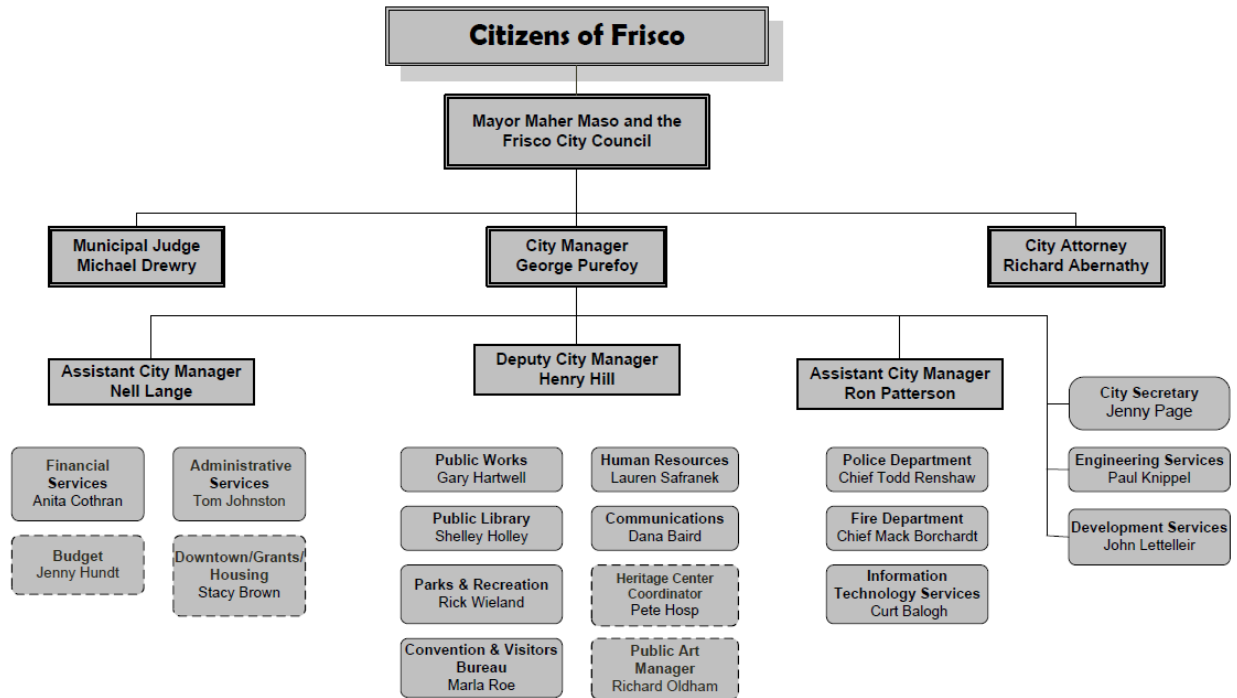 Citizens of Frisco
Mayor Maher Maso and the
Frisco City Council
Municipal Judge
Michael Drewry
City Manager
George Purefoy
City Attorney
Richard Abernathy
Assistant City Manager
Nell Lange
Deputy City Manager
Henry Hill
Assistant City Manager
Ron Patterson
City Secretary
Jenny Page
Financial
Services
Anita Cothran
Administrative
Services
Tom Johnston
Public Works
Gary Hartwell
Human Resources
Lauren Safranek
Police Department
Chief Todd Renshaw
Engineering Services
Paul Knippel
Budget
Jenny Hundt
Downtown/Grants/
Housing
Stacy Brown
Public Library
Shelley Holley
Communications
Dana Baird
Fire Department
Chief Mack Borchardt
Development Services
John Lettelleir
Parks & Recreation
Rick Wieland
Heritage Center
Coordinator
Pete Hosp
Information
Technology Services
Curt Balogh
Convention & Visitors
Bureau
Marla Roe
Public Art
Manager
Richard Oldham